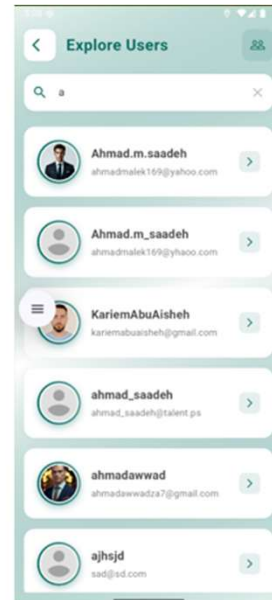 Explore Users
a
Ahmad.m.saadeh
ahmadmalek169@yahoo.com
Ahmad.m_saadeh
ahmadmalek169@yhaoo.com
KariemAbuAisheh
kariemabuaisheh@gmail.com
ahmad_saadeh
ahmad_saadeh@talent.ps
ahmadawwad
ahmadawwadza7@gmail.com
ajhsjd
sad@sd.com